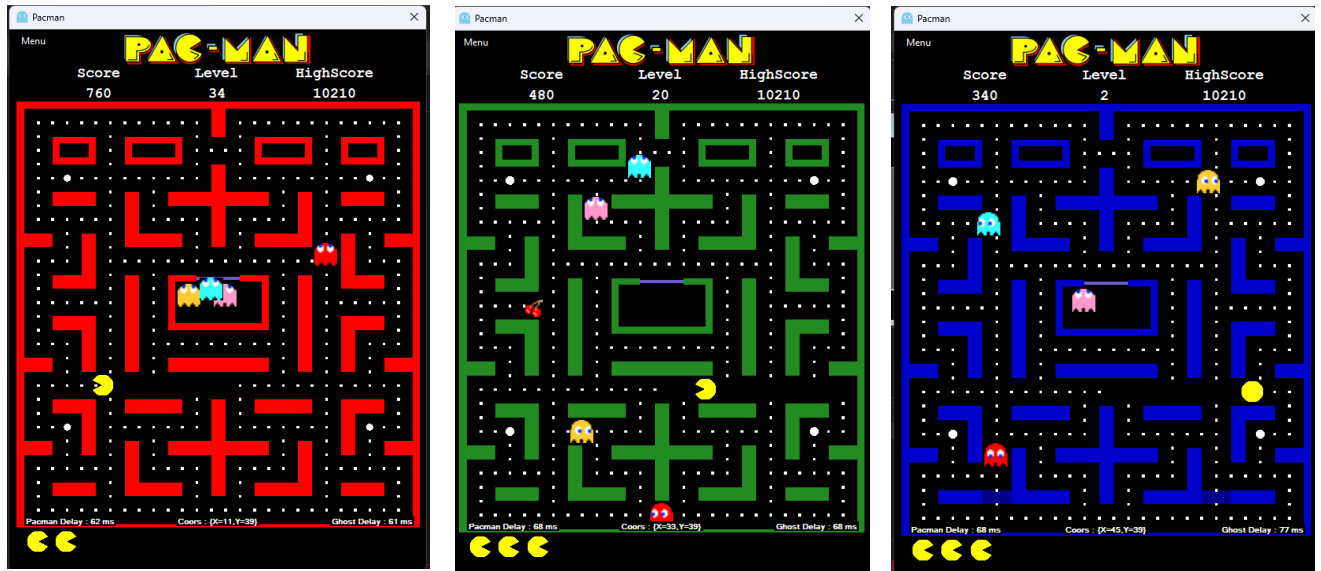 Pacman
Menu
PAC-MAN
Score Level HighScore
760 34 10210
Pacman Delay : 62 ms Coors : {X=11,Y=39} Ghost Delay : 61 ms
Pacman
Menu
PAC-MAN
Score Level HighScore
480 20 10210
Pacman Delay : 68 ms Coors : {X=33,Y=39} Ghost Delay : 68 ms
Pacman
Menu
PAC-MAN
Score Level HighScore
340 2 10210
Pacman Delay : 68 ms Coors : {X=45,Y=39} Ghost Delay : 77 ms